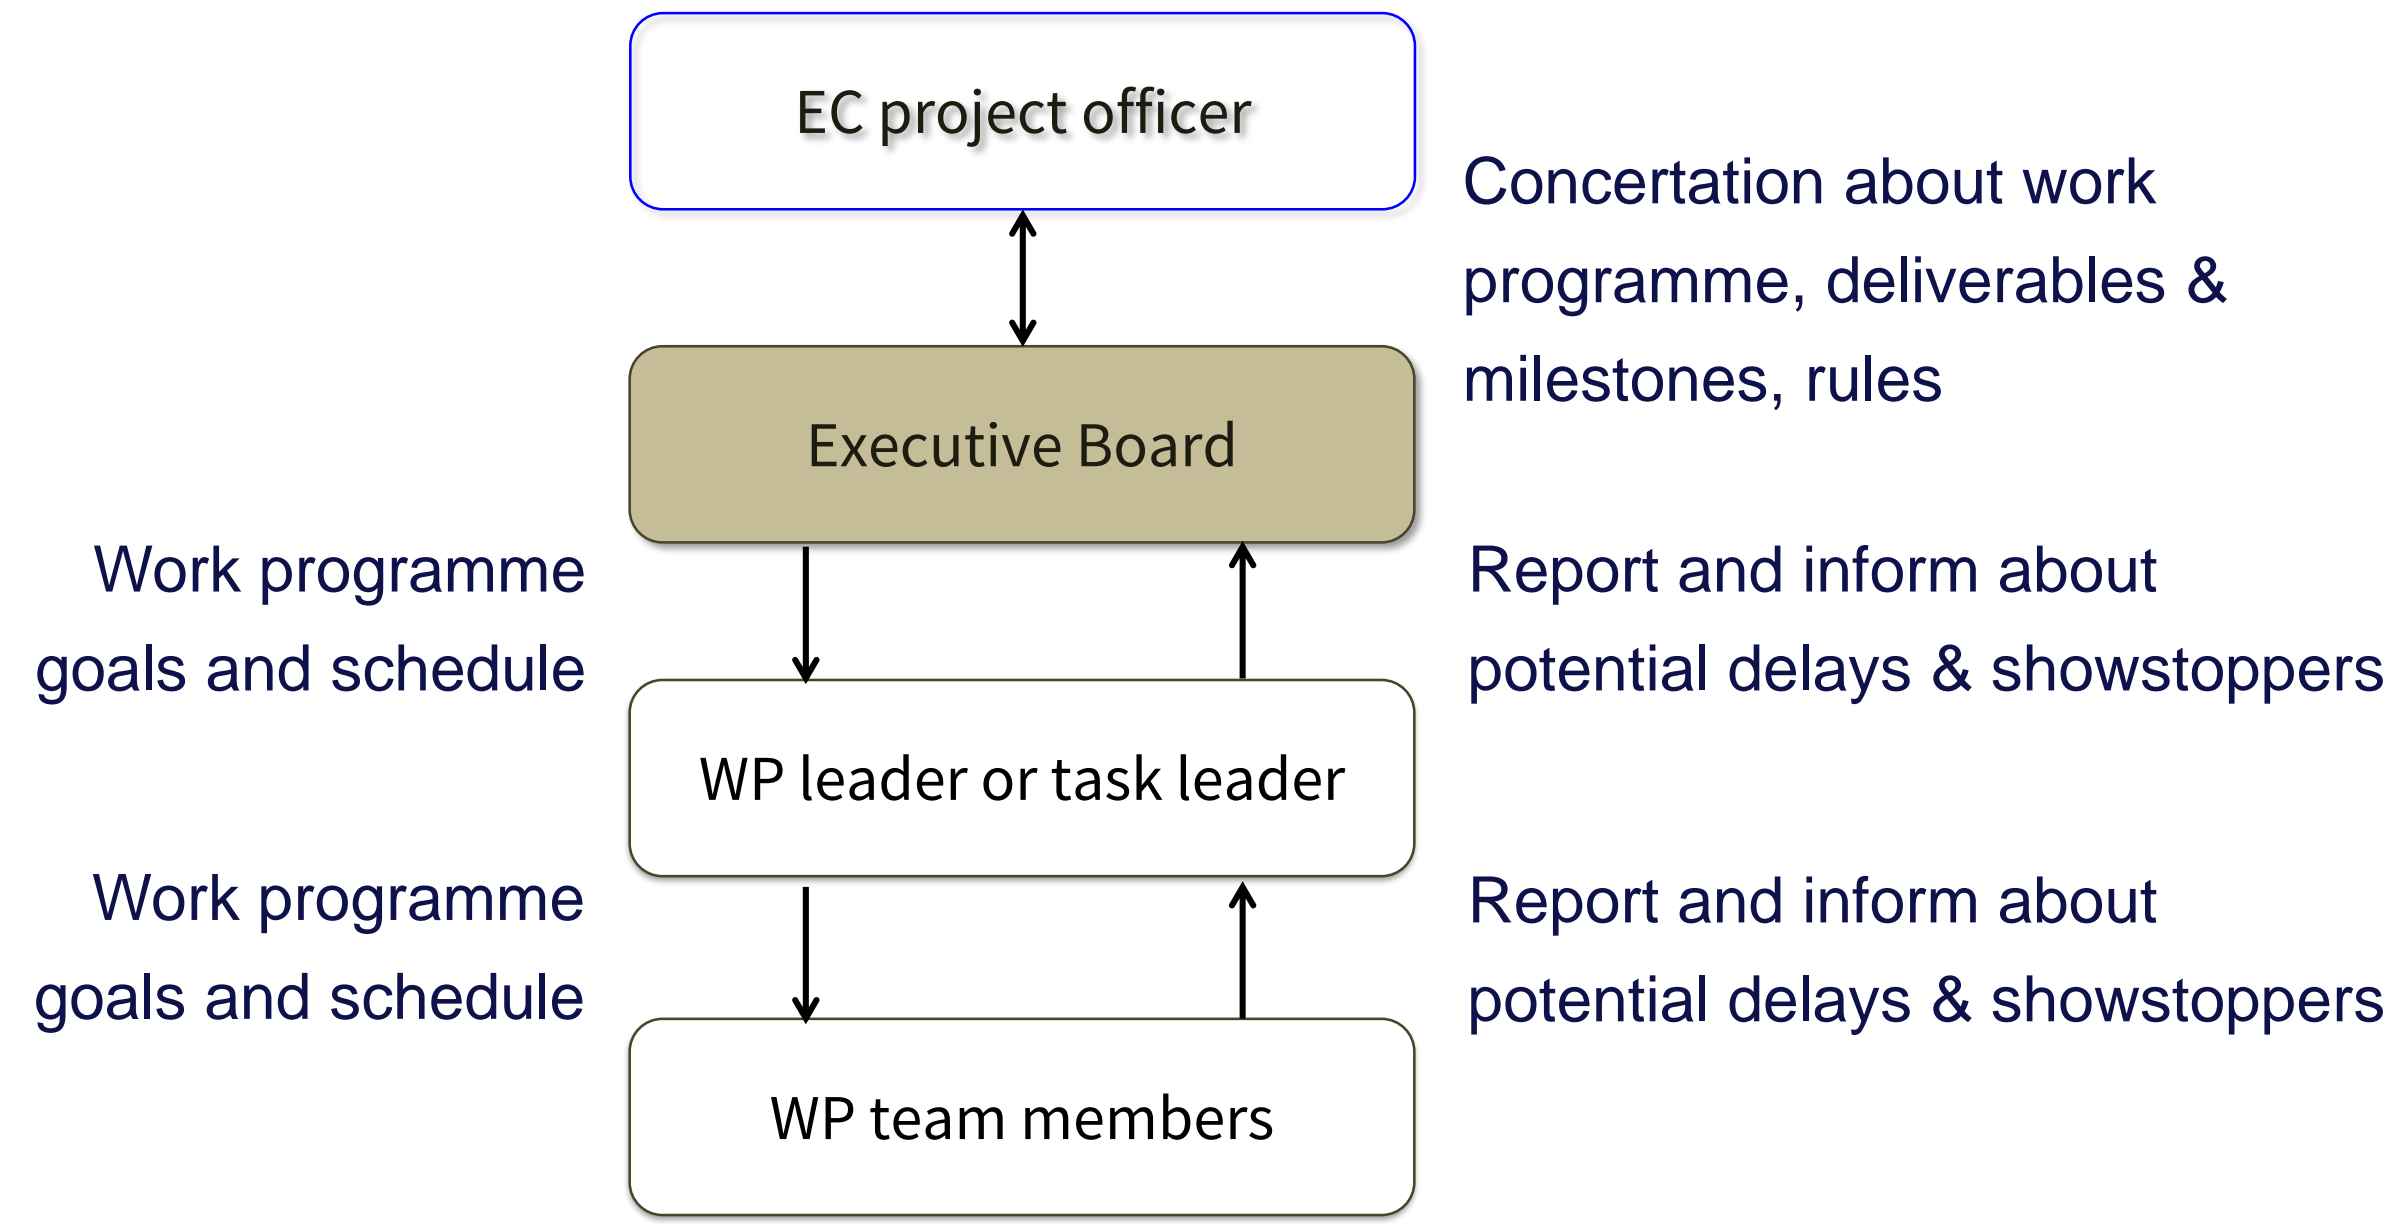 EC project officer
Concertation about work
programme, deliverables &
milestones, rules
Executive Board
Work programme
goals and schedule
Report and inform about
potential delays & showstoppers
WP leader or task leader
Work programme
goals and schedule
Report and inform about
potential delays & showstoppers
WP team members